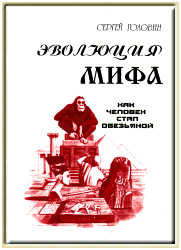 СЕРГЕЙ ГОЛОВИН
ЭВОЛЮЦИЯ
МИФА
КАК
ЧЕЛОВЕК
СТАЛ
ОБЕЗЬЯНОЙ